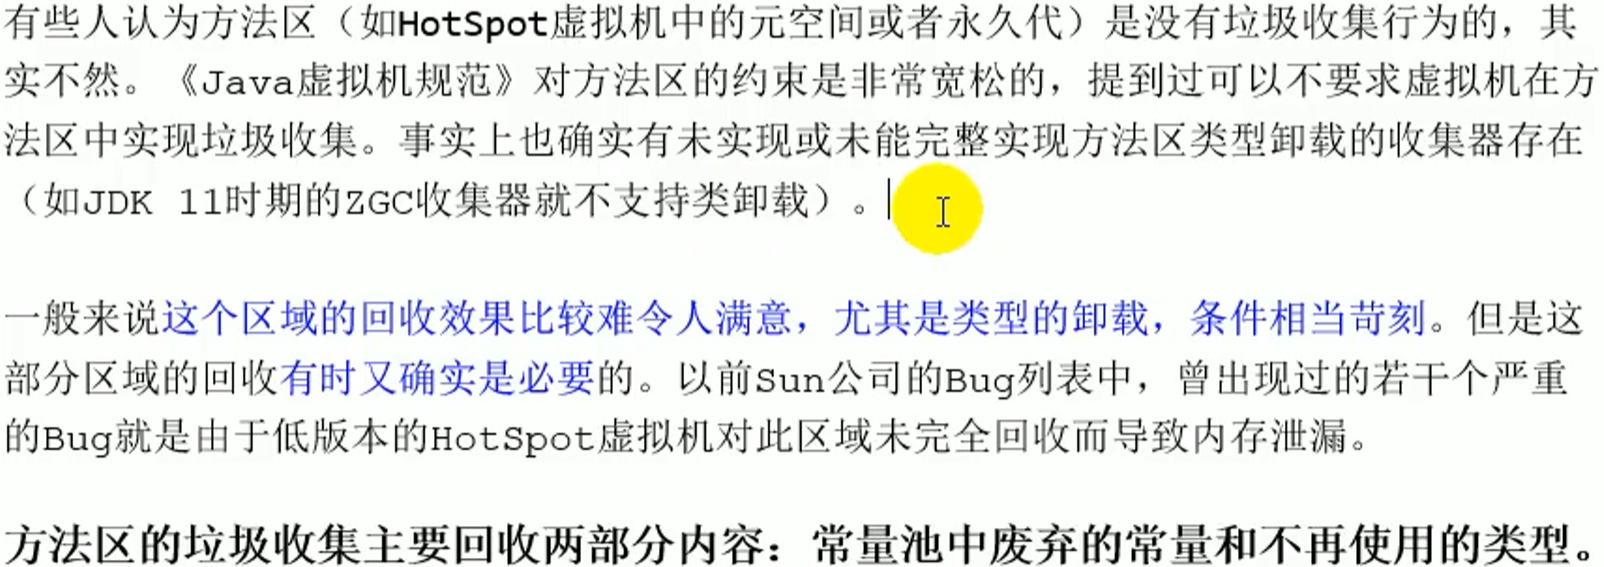 有些人认为方法区（如HotSpot虚拟机中的元空间或者永久代）是没有垃圾收集行为的，其
实不然。《Java虚拟机规范》对方法区的约束是非常宽松的，提到过可以不要求虚拟机在方
法区中实现垃圾收集。事实上也确实有未实现或未能完整实现方法区类型卸载的收集器存在
（如JDK 11时期的ZGC收集器就不支持类卸载）。
一般来说这个区域的回收效果比较难令人满意，尤其是类型的卸载，条件相当苛刻。但是这
部分区域的回收有时又确实是必要的。以前Sun公司的Bug列表中，曾出现过的若干个严重
的Bug就是由于低版本的HotSpot虚拟机对此区域未完全回收而导致内存泄漏。
方法区的垃圾收集主要回收两部分内容：常量池中废弃的常量和不再使用的类型。